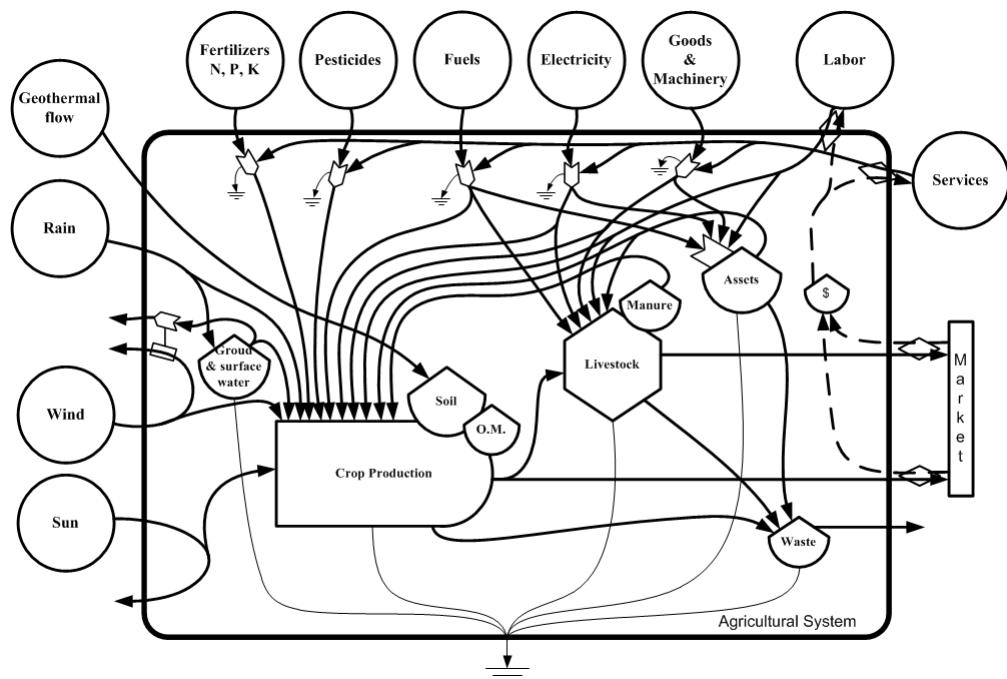 Fertilizers
N, P, K
Pesticides
Fuels
Electricity
Goods
&
Machinery
Labor
Geothermal
flow
Services
Rain
Assets
$
Manure
Groud
& surface
water
Livestock
Market
Wind
Soil
O.M.
Crop Production
Sun
Waste
Agricultural System